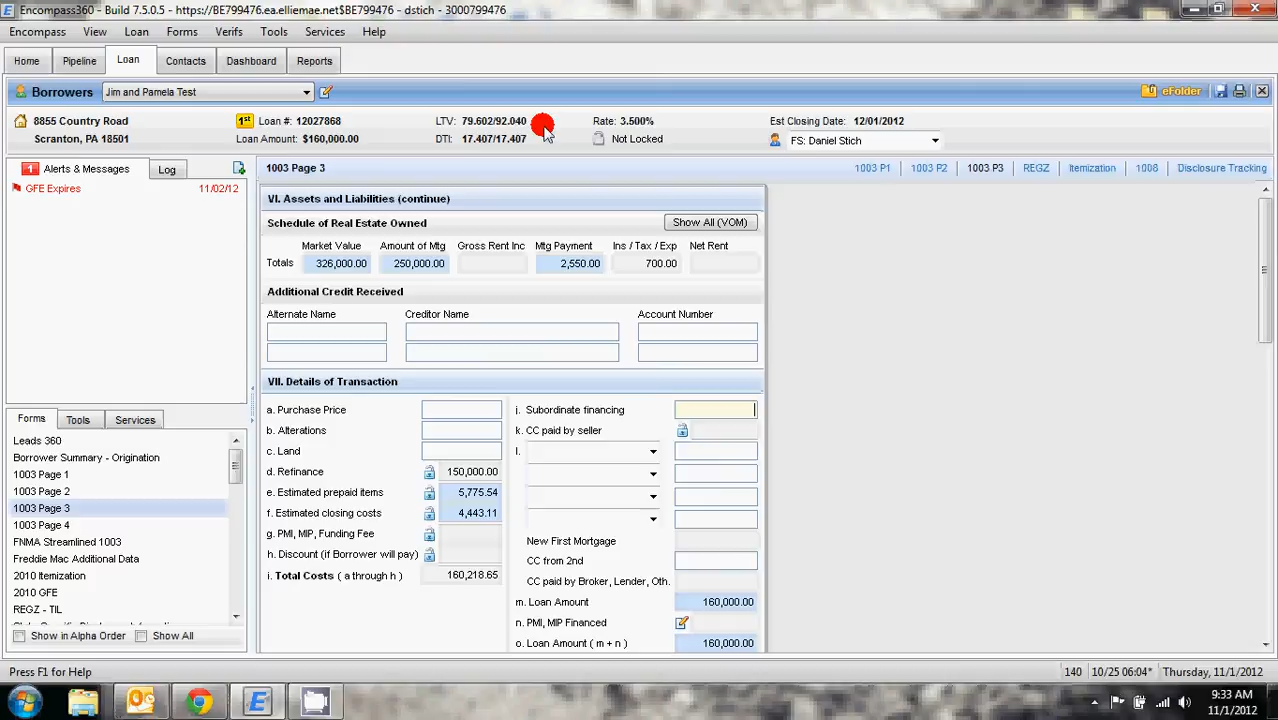 Encompass360 - Build 7.5.0.5 - https://BE799476.ea.elliemae.net$BE799476 - dstich - 3000799476
Encompass View Loan Forms Verifs Tools Services Help
Home Pipeline Loan Contacts Dashboard Reports
Borrowers Jim and Pamela Test eFolder
8855 Country Road 1st Loan #: 12027868 LTV: 79.602/92.040 Rate: 3.500% Est Closing Date: 12/01/2012
Scranton, PA 18501 Loan Amount: $160,000.00 DTI: 17.407/17.407 Not Locked FS: Daniel Stich
1 Alerts & Messages Log 1003 Page 3 1003 P1 1003 P2 1003 P3 REGZ Itemization 1008 Disclosure Tracking
GFE Expires 11/02/12
VI. Assets and Liabilities (continue)
Schedule of Real Estate Owned Show All (VOM)
Market Value Amount of Mtg Gross Rent Inc Mtg Payment Ins / Tax / Exp Net Rent
Totals 326,000.00 250,000.00 2,550.00 700.00
Additional Credit Received
Alternate Name Creditor Name Account Number
VII. Details of Transaction
a. Purchase Price i. Subordinate financing
b. Alterations k. CC paid by seller
c. Land l.
d. Refinance 150,000.00
e. Estimated prepaid items 5,775.54
f. Estimated closing costs 4,443.11
g. PMI, MIP, Funding Fee New First Mortgage
h. Discount (if Borrower will pay) CC from 2nd
i. Total Costs ( a through h ) 160,218.65 CC paid by Broker, Lender, Oth.
m. Loan Amount 160,000.00
n. PMI, MIP Financed
o. Loan Amount ( m + n ) 160,000.00
Forms Tools Services
Leads 360
Borrower Summary - Origination
1003 Page 1
1003 Page 2
1003 Page 3
1003 Page 4
FNMA Streamlined 1003
Freddie Mac Additional Data
2010 Itemization
2010 GFE
REGZ - TIL
Show in Alpha Order Show All
Press F1 for Help 140 10/25 06:04* Thursday, 11/1/2012
9:33 AM
11/1/2012